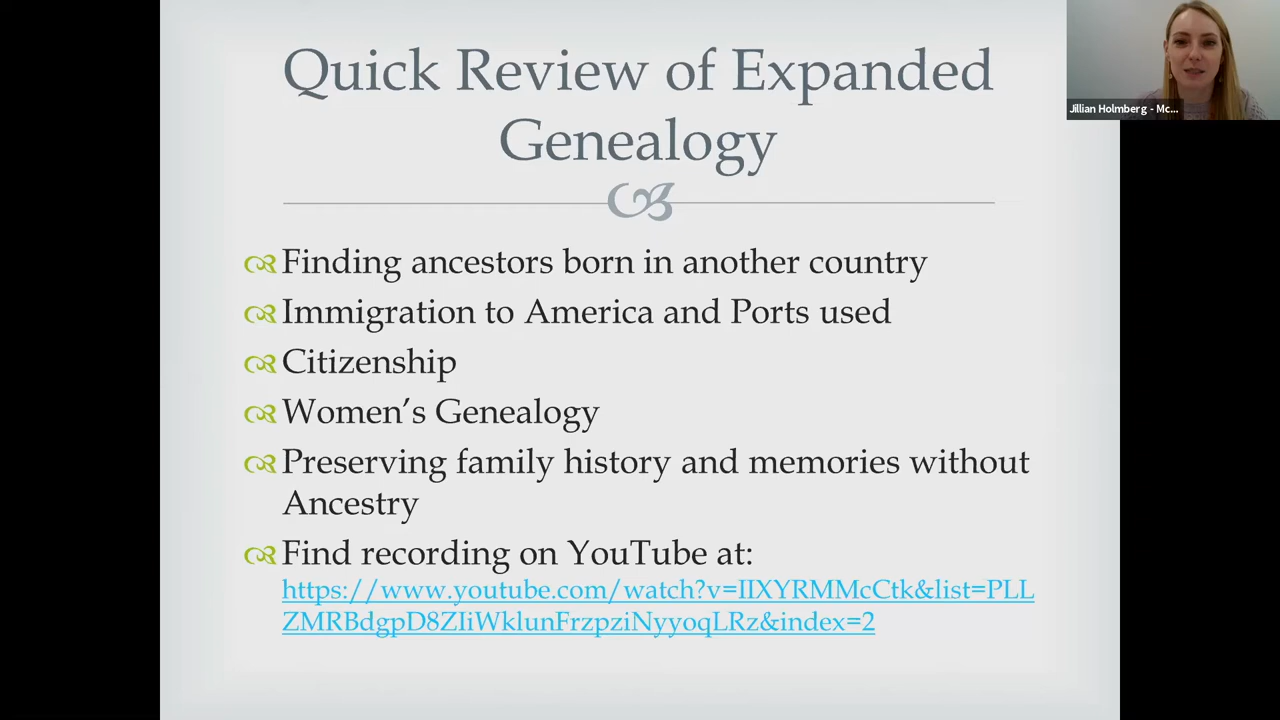 Quick Review of Expanded
Genealogy
Finding ancestors born in another country
Immigration to America and Ports used
Citizenship
Women’s Genealogy
Preserving family history and memories without
Ancestry
Find recording on YouTube at:
https://www.youtube.com/watch?v=IIXYRMMcCtk&list=PLL
ZMRBdgpD8ZIiWklunFrzpziNyyoqLRz&index=2
Jillian Holmberg - Mc...